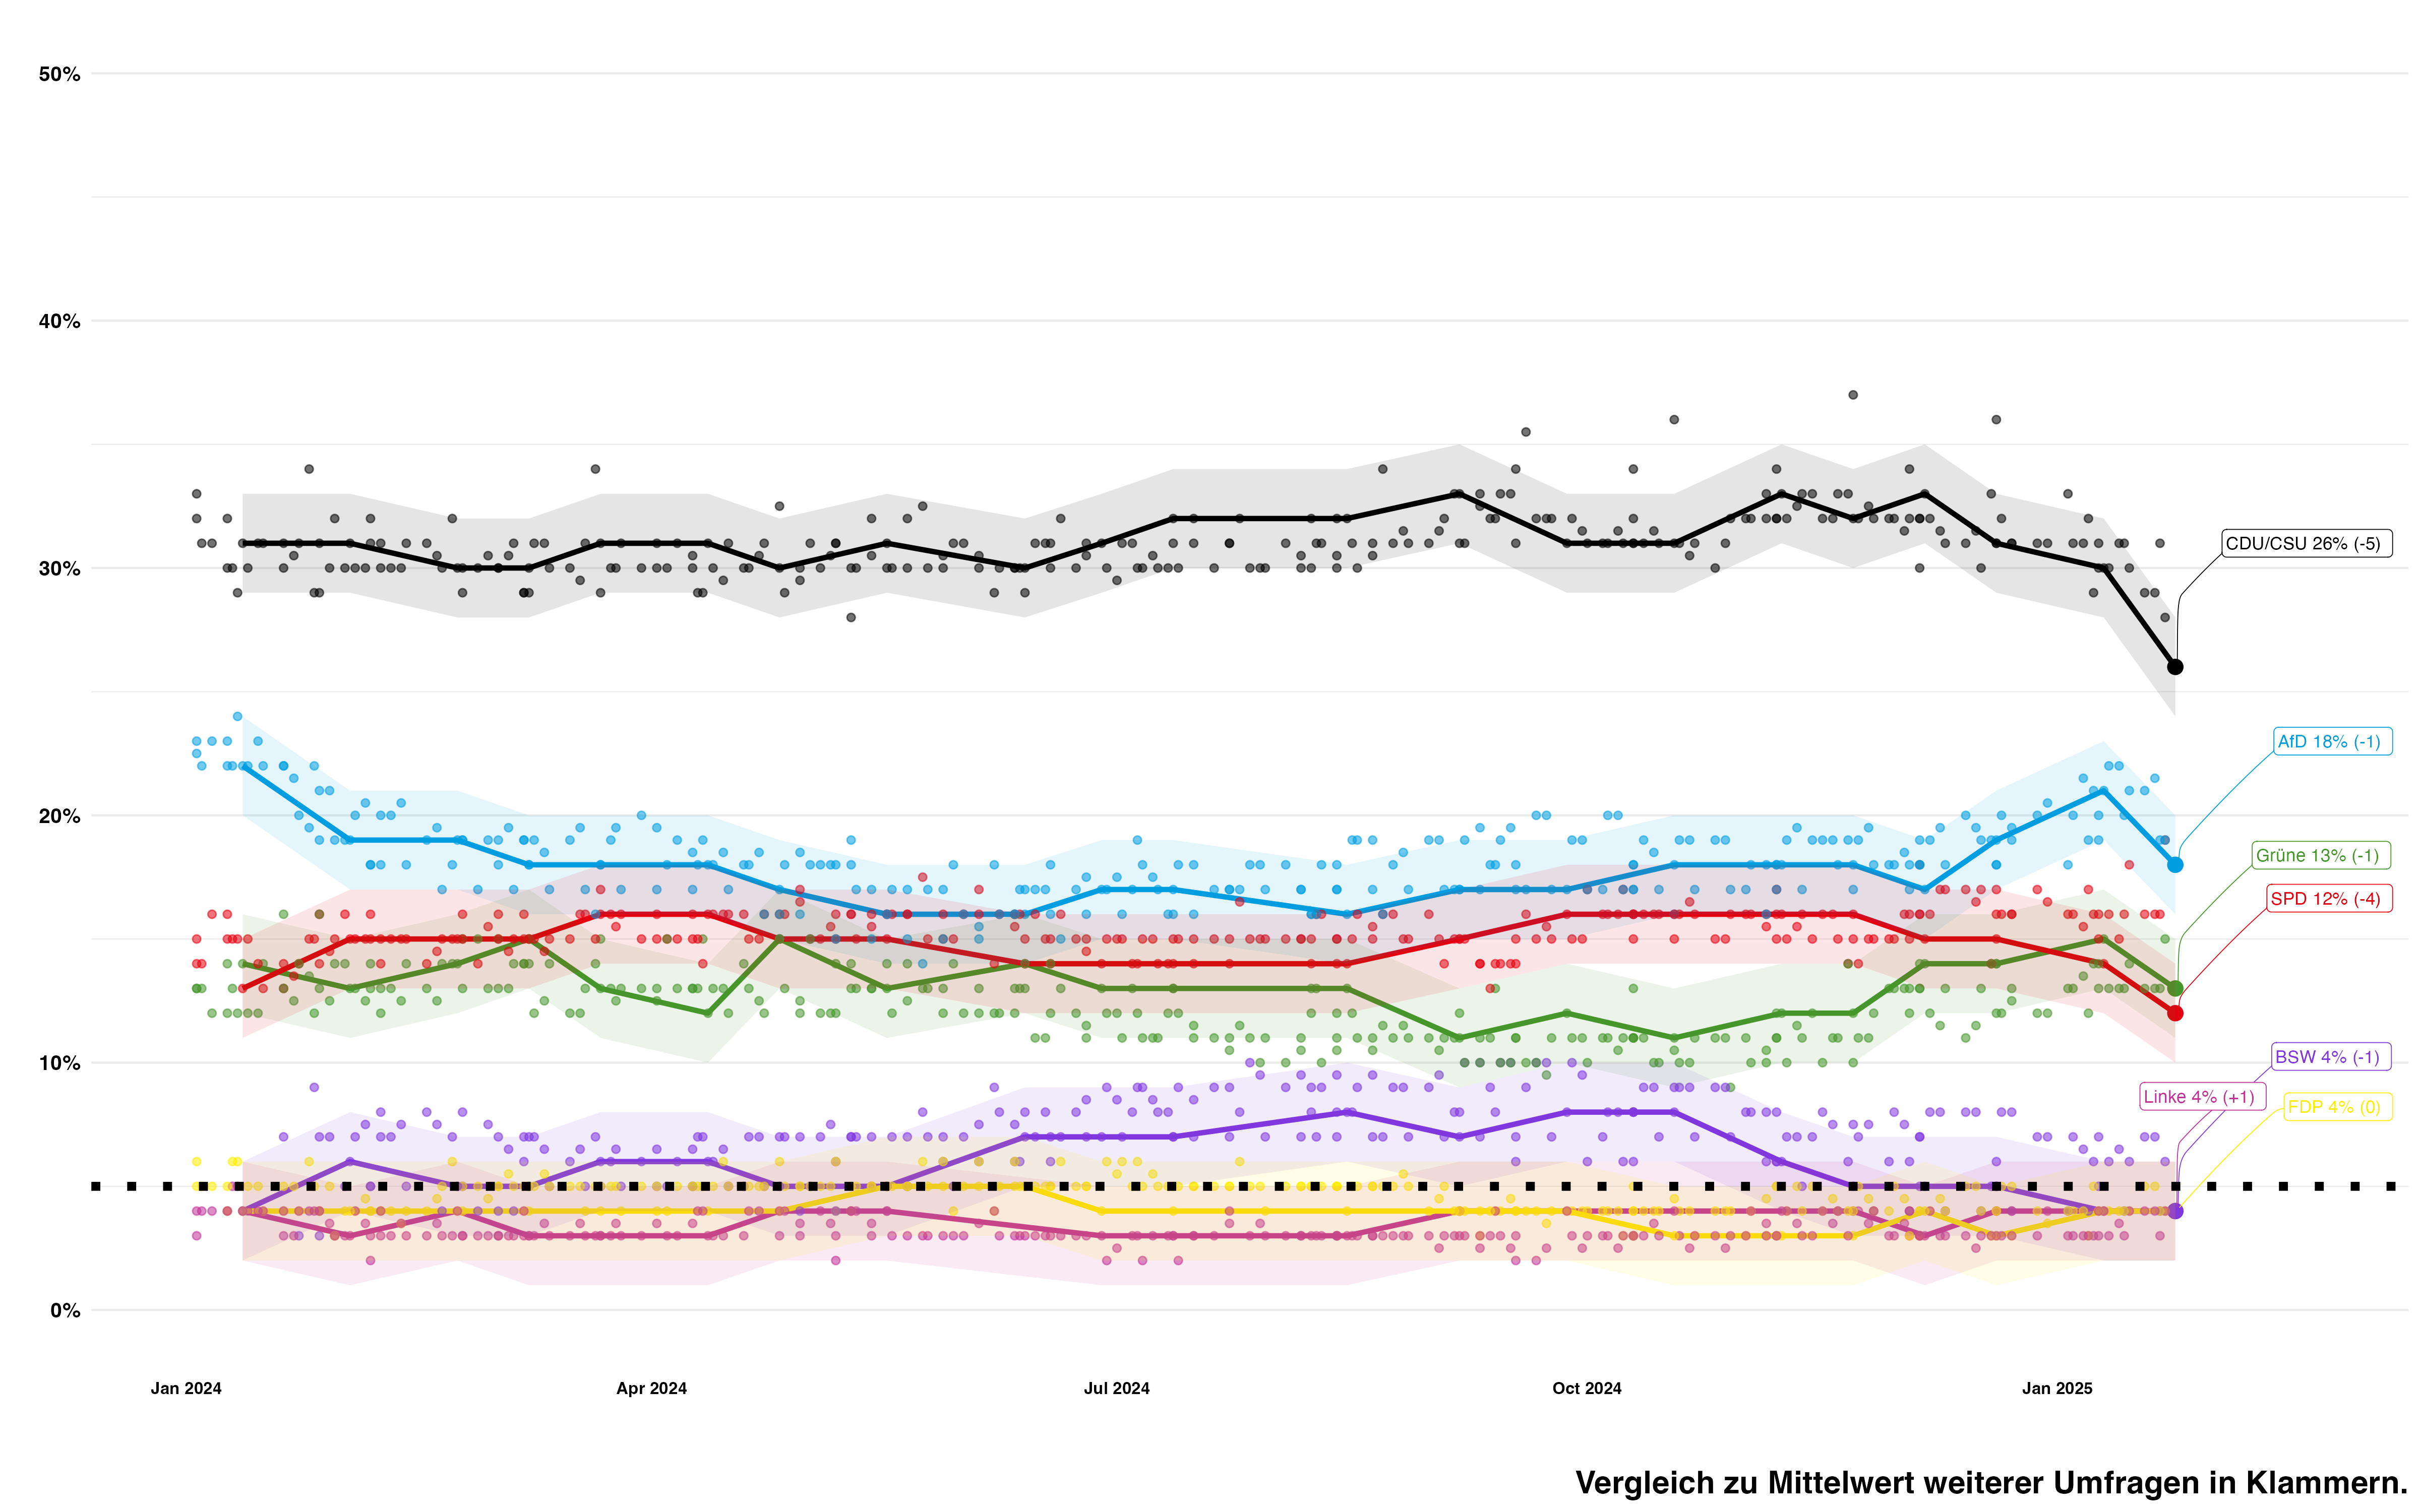 50%
40%
30%
20%
10%
0%
CDU/CSU 26% (-5)
AfD 18% (-1)
Grüne 13% (-1)
SPD 12% (-4)
BSW 4% (-1)
Linke 4% (+1)
FDP 4% (0)
Jan 2024
Apr 2024
Jul 2024
Oct 2024
Jan 2025
Vergleich zu Mittelwert weiterer Umfragen in Klammern.